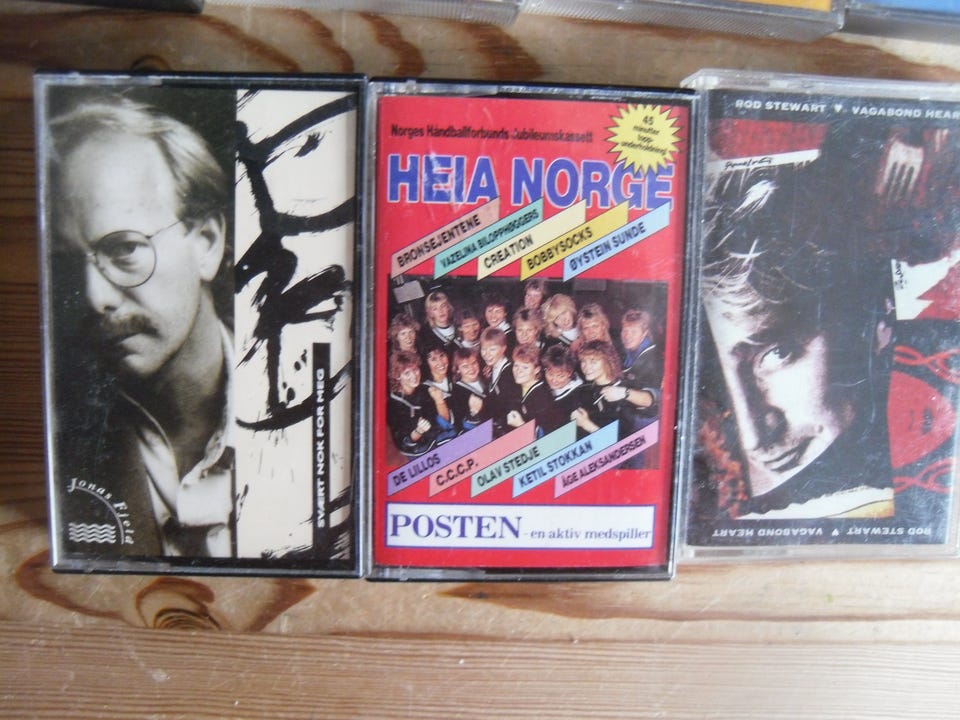 SVÆRT NOK FOR MEG
Jonas Fjeld
Norges Håndballforbunds Jubileumskassett
45
minutter
topp-
underholdning!
HEIA NORGE
BRONSEJENTENE
VAZELINA BILOPPHØGGERS
CREATION
BOBBYSOCKS
ØYSTEIN SUNDE
DE LILLOS
C.C.C.P.
OLAV STEDJE
KETIL STOKKAN
ÅGE ALEKSANDERSEN
POSTEN - en aktiv medspiller
ROD STEWART ♥ VAGABOND HEAR
ROD STEWART ♥ VAGABOND HEART